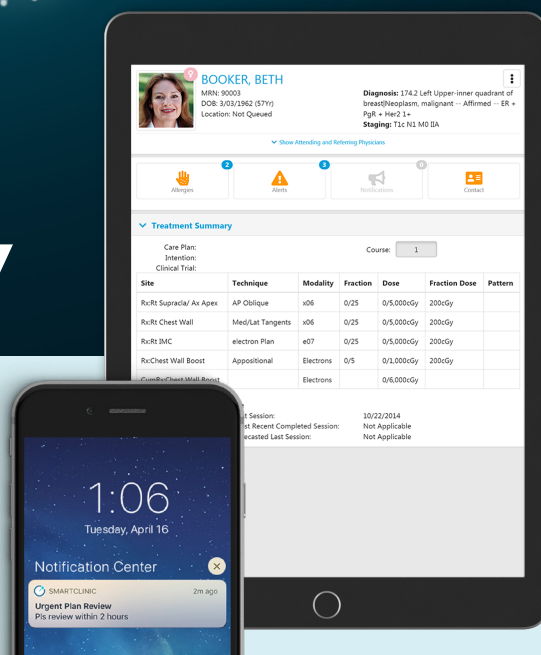 BOOKER, BETH
MRN: 90003
DOB: 3/03/1962 (57Yr)
Location: Not Queued
Diagnosis: 174.2 Left Upper-inner quadrant of
breast|Neoplasm, malignant -- Affirmed -- ER +
PgR + Her2 1+
Staging: T1c N1 M0 IIA
Show Attending and Referring Physicians
2
3
0
Allergies
Alerts
Notifications
Contact
Treatment Summary
Care Plan:
Course: 1
Intention:
Clinical Trial:
Site Technique Modality Fraction Dose Fraction Dose Pattern
Rx:Rt Supracla/ Ax Apex AP Oblique x06 0/25 0/5,000cGy 200cGy
Rx:Rt Chest Wall Med/Lat Tangents x06 0/25 0/5,000cGy 200cGy
Rx:Rt IMC electron Plan e07 0/25 0/5,000cGy 200cGy
Rx:Chest Wall Boost Appositional Electrons 0/5 0/1,000cGy 200cGy
CumRx:Chest Wall Boost Electrons 0/6,000cGy
Session: 10/22/2014
Recent Completed Session: Not Applicable
Last Session: Not Applicable
1:06
Tuesday, April 16
Notification Center
SMARTCLINIC 2m ago
Urgent Plan Review
Pls review within 2 hours